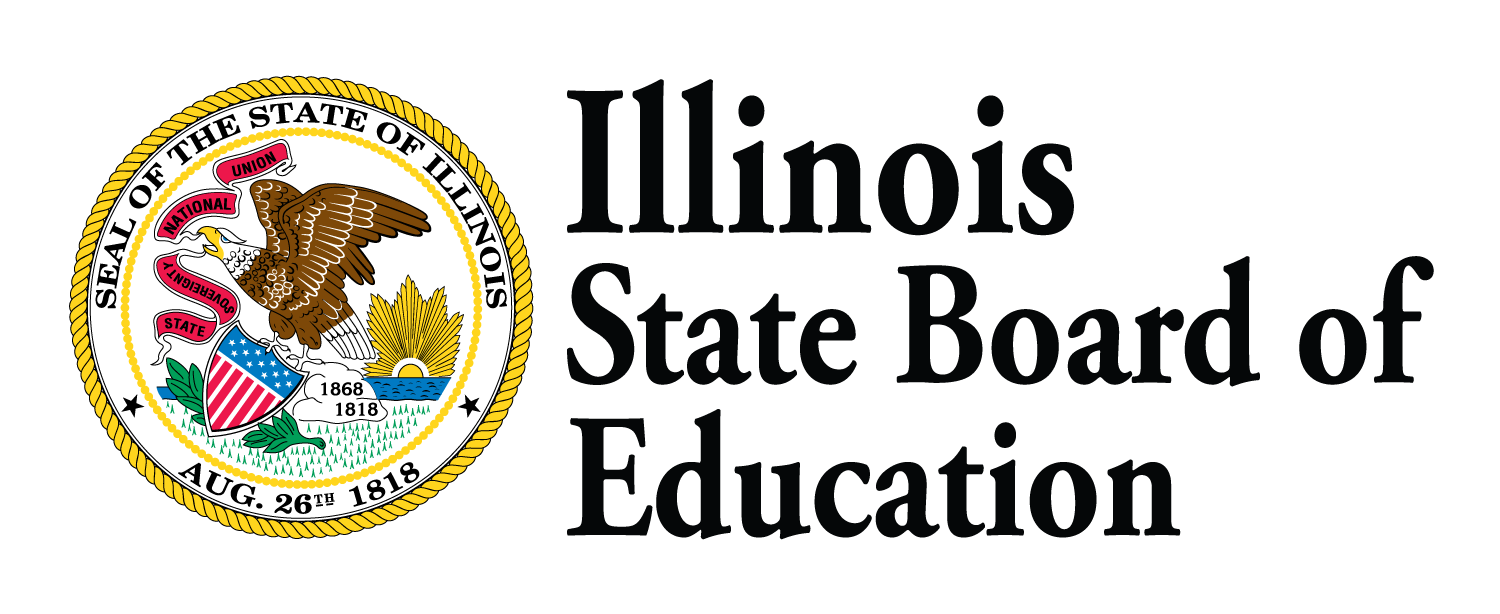 SEAL OF THE STATE OF ILLINOIS
UNION
NATIONAL
SOVEREIGNTY
STATE
1868
1818
AUG. 26TH 1818
Illinois
State Board of
Education